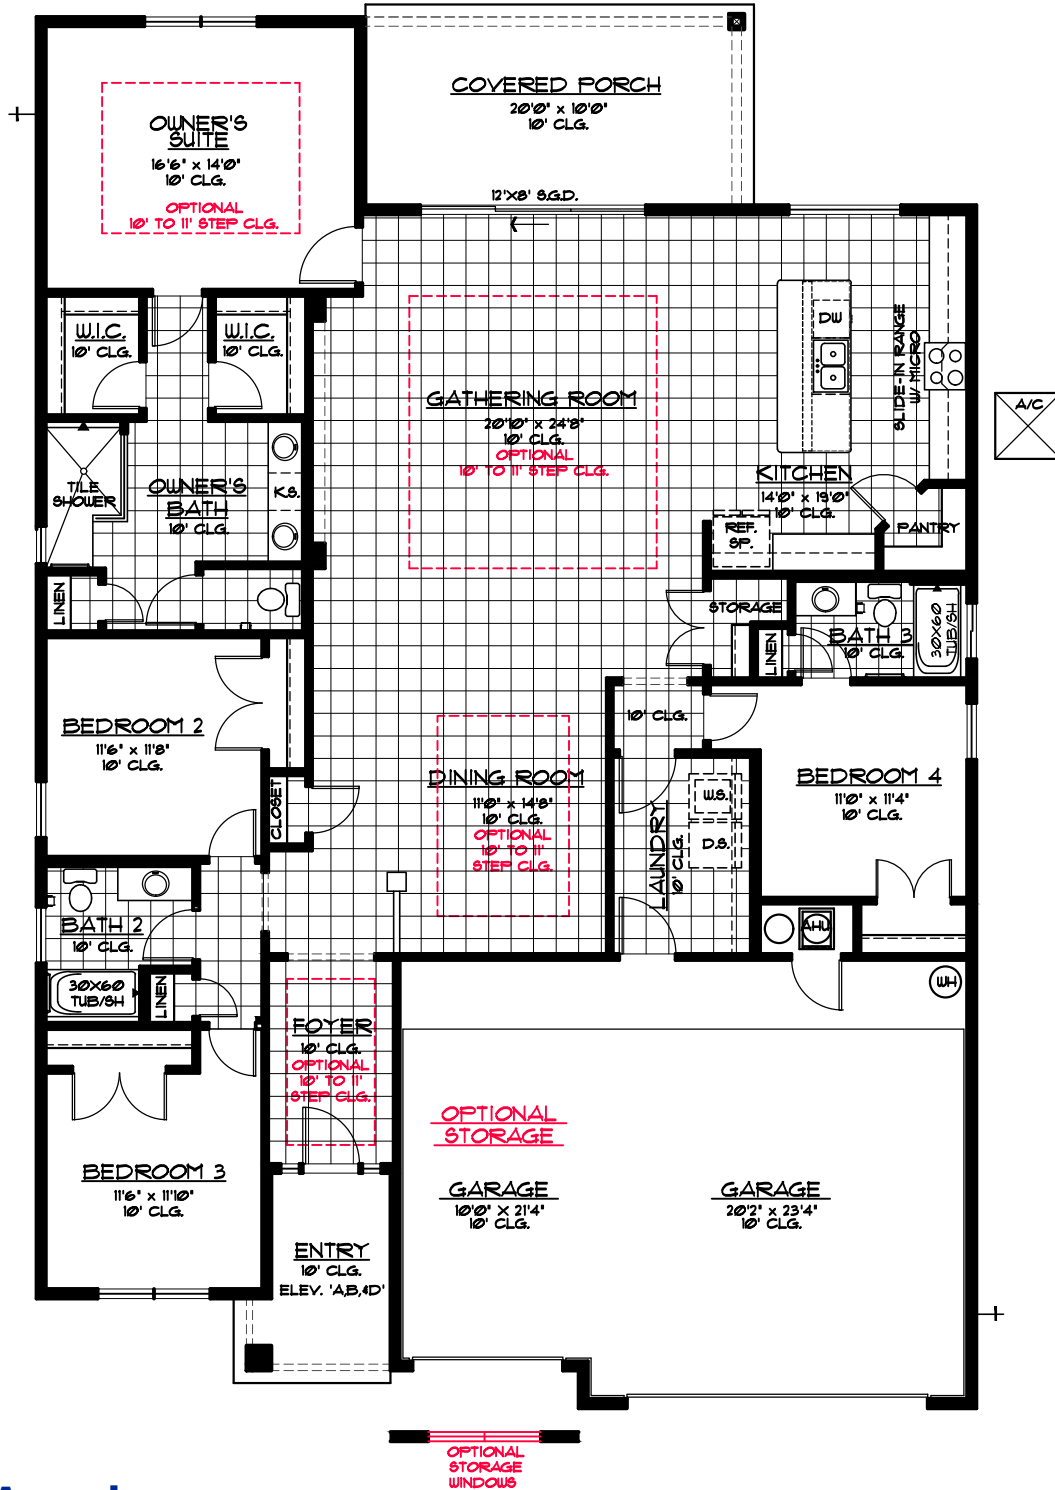 COVERED PORCH
20'0" x 10'0"
10' CLG.
OWNER'S
SUITE
16'6" x 14'0"
10' CLG.
OPTIONAL
10' TO 11' STEP CLG.
12'X8' S.G.D.
W.I.C.
10' CLG.
W.I.C.
10' CLG.
DW
SLIDE-IN RANGE
W/ MICRO
A/C
GATHERING ROOM
20'10" x 24'8"
10' CLG.
OPTIONAL
10' TO 11' STEP CLG.
KITCHEN
14'0" x 19'0"
10' CLG.
TILE
SHOWER
OWNER'S
BATH
10' CLG.
K.S.
REF.
SP.
PANTRY
LINEN
STORAGE
LINEN
BATH 3
10' CLG.
30X60
TUB/SH
BEDROOM 2
11'6" x 11'8"
10' CLG.
10' CLG.
CLOSET
DINING ROOM
11'0" x 14'8"
10' CLG.
OPTIONAL
10' TO 11'
STEP CLG.
LAUNDRY
10' CLG.
W.S.
D.S.
BEDROOM 4
11'0" x 11'4"
10' CLG.
BATH 2
10' CLG.
AHU
30X60
TUB/SH
LINEN
WH
FOYER
10' CLG.
OPTIONAL
10' TO 11'
STEP CLG.
OPTIONAL
STORAGE
BEDROOM 3
11'6" x 11'10"
10' CLG.
GARAGE
10'0" X 21'4"
10' CLG.
GARAGE
20'2" x 23'4"
10' CLG.
ENTRY
10' CLG.
ELEV. 'A,B,&D'
OPTIONAL
STORAGE
WINDOWS